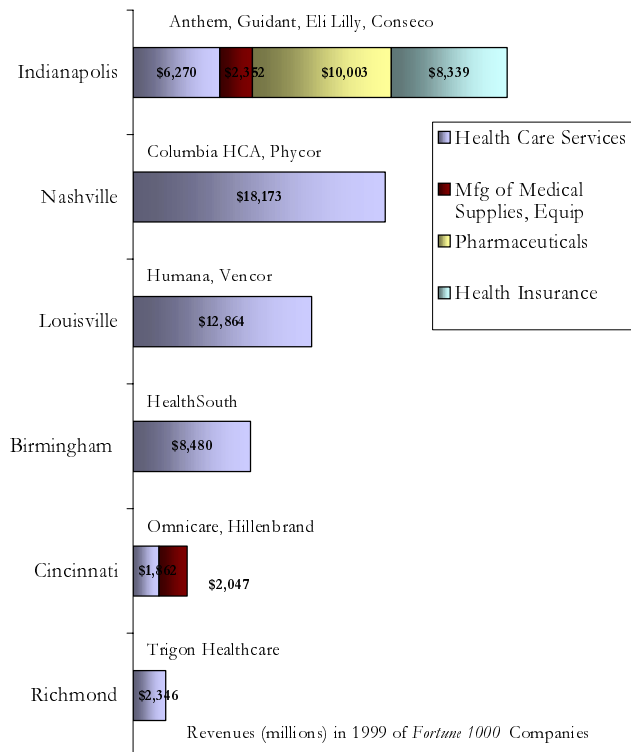 Anthem, Guidant, Eli Lilly, Conseco
Indianapolis
$6,270 $2,352 $10,003 $8,339
Health Care Services
Mfg of Medical
Supplies, Equip
Pharmaceuticals
Health Insurance
Columbia HCA, Phycor
Nashville
$18,173
Humana, Vencor
Louisville
$12,864
HealthSouth
Birmingham
$8,480
Omnicare, Hillenbrand
Cincinnati
$1,862
$2,047
Trigon Healthcare
Richmond
$2,346
Revenues (millions) in 1999 of Fortune 1000 Companies